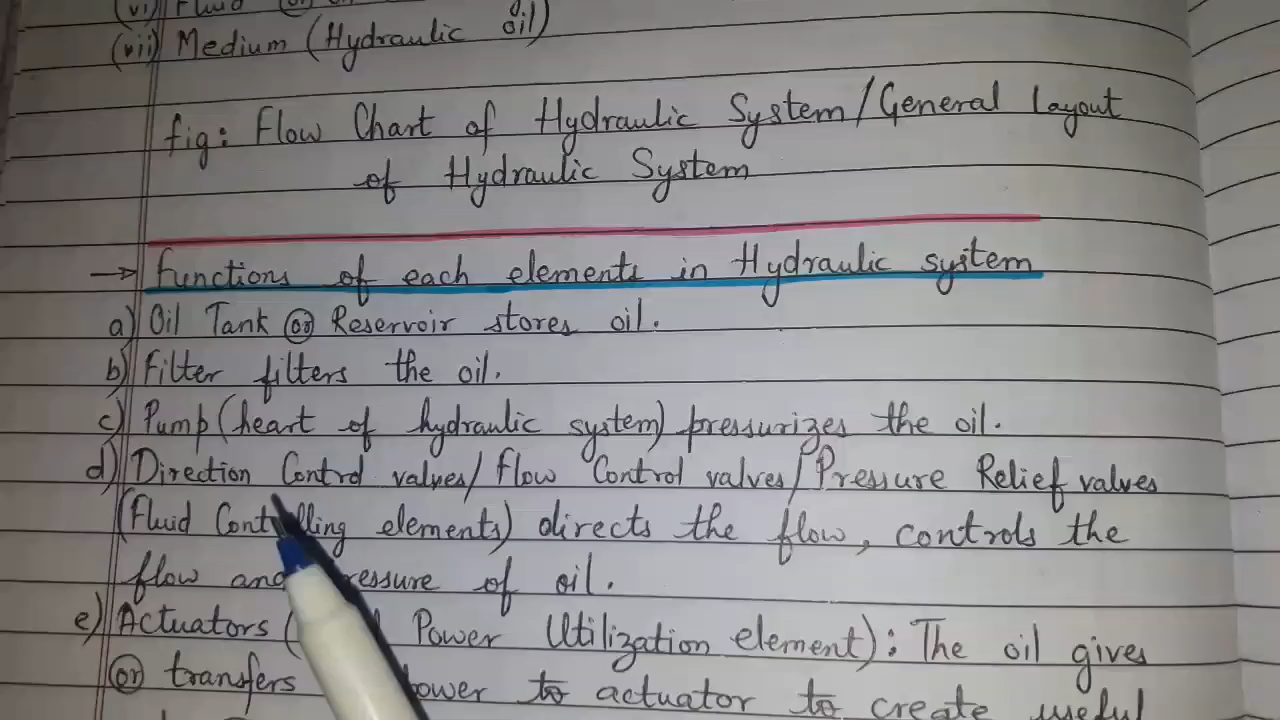 (vi) Fluid
(vii) Medium (Hydraulic oil)
fig: Flow Chart of Hydraulic System/General Layout
of Hydraulic System
→ Functions of each elements in Hydraulic system
a) Oil Tank or Reservoir stores oil.
b) Filter filters the oil.
c) Pump (heart of hydraulic system) pressurizes the oil.
d) Direction Control valves/Flow Control valves/Pressure Relief valves
(Fluid Controlling elements) directs the flow, controls the
flow and pressure of oil.
e) Actuators ( Power Utilization element): The oil gives
or transfers power to actuator to create useful